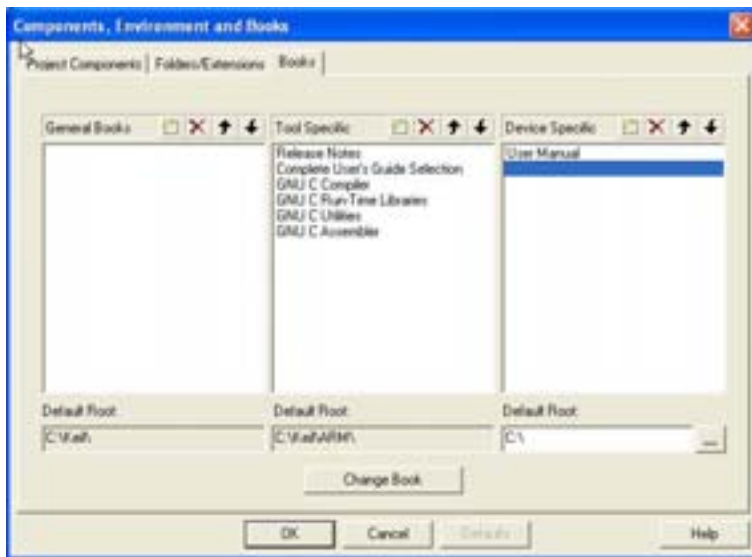 Components, Environment and Books
Project Components
Folders/Extensions
Books
General Books
Tool Specific
Device Specific
Release Notes
Complete User's Guide Selection
GNU C Compiler
GNU C Run-Time Libraries
GNU C Utilities
GNU C Assembler
User Manual
Default Root:
Default Root:
Default Root:
C:\Keil\
C:\Keil\ARM\
C:\
...
Change Book
OK
Cancel
Defaults
Help